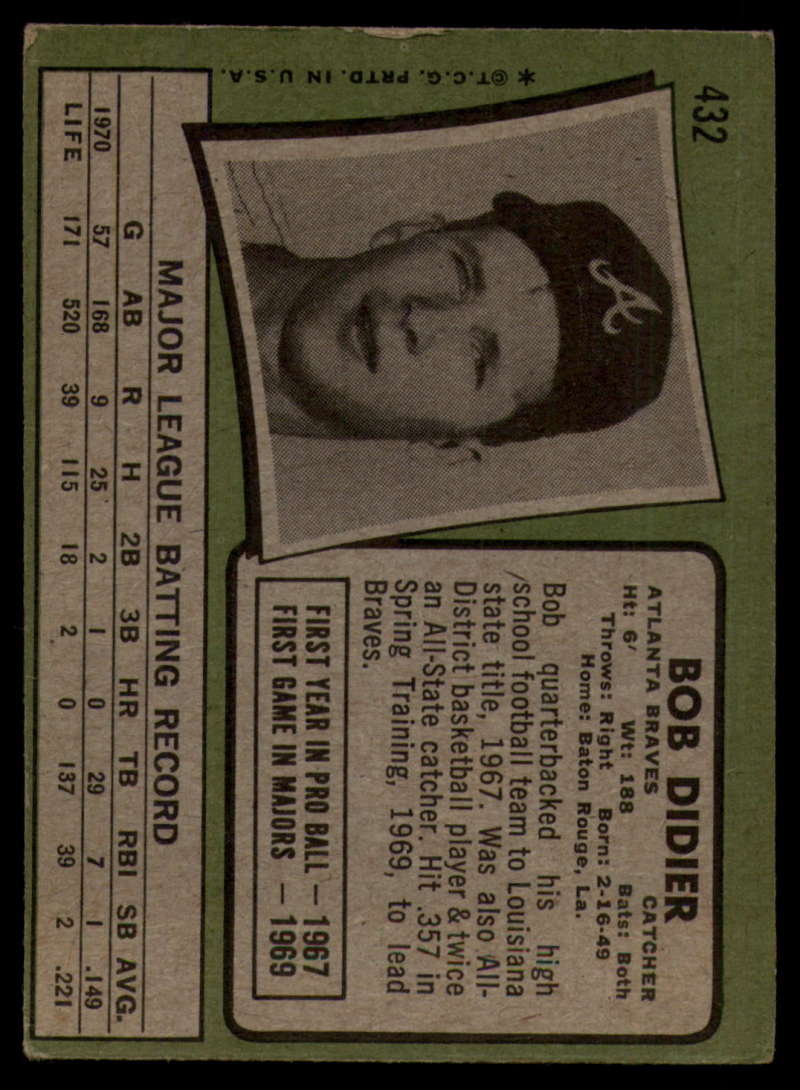 432
* ©T.C.G. PRTD. IN U.S.A.
A
BOB DIDIER
ATLANTA BRAVES CATCHER
Ht: 6' Wt: 188 Bats: Both
Throws: Right Born: 2-16-49
Home: Baton Rouge, La.
Bob quarterbacked his high
school football team to Louisiana
state title, 1967. Was also All-
District basketball player & twice
an All-State catcher. Hit .357 in
Spring Training, 1969, to lead
Braves.
FIRST YEAR IN PRO BALL — 1967
FIRST GAME IN MAJORS — 1969
MAJOR LEAGUE BATTING RECORD
G AB R H 2B 3B HR TB RBI SB AVG.
1970 57 168 9 25 2 1 0 29 7 1 .149
LIFE 171 520 39 115 18 2 0 137 39 2 .221